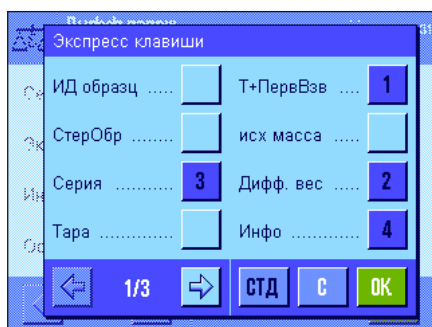 Экспресс клавиши
ИД образц ..... Т+ПервВзв .... 1
СтерОбр ........ исх масса .....
Серия ........... 3 Дифф. вес ..... 2
Тара .............. Инфо ............ 4
1/3 СТД C OK